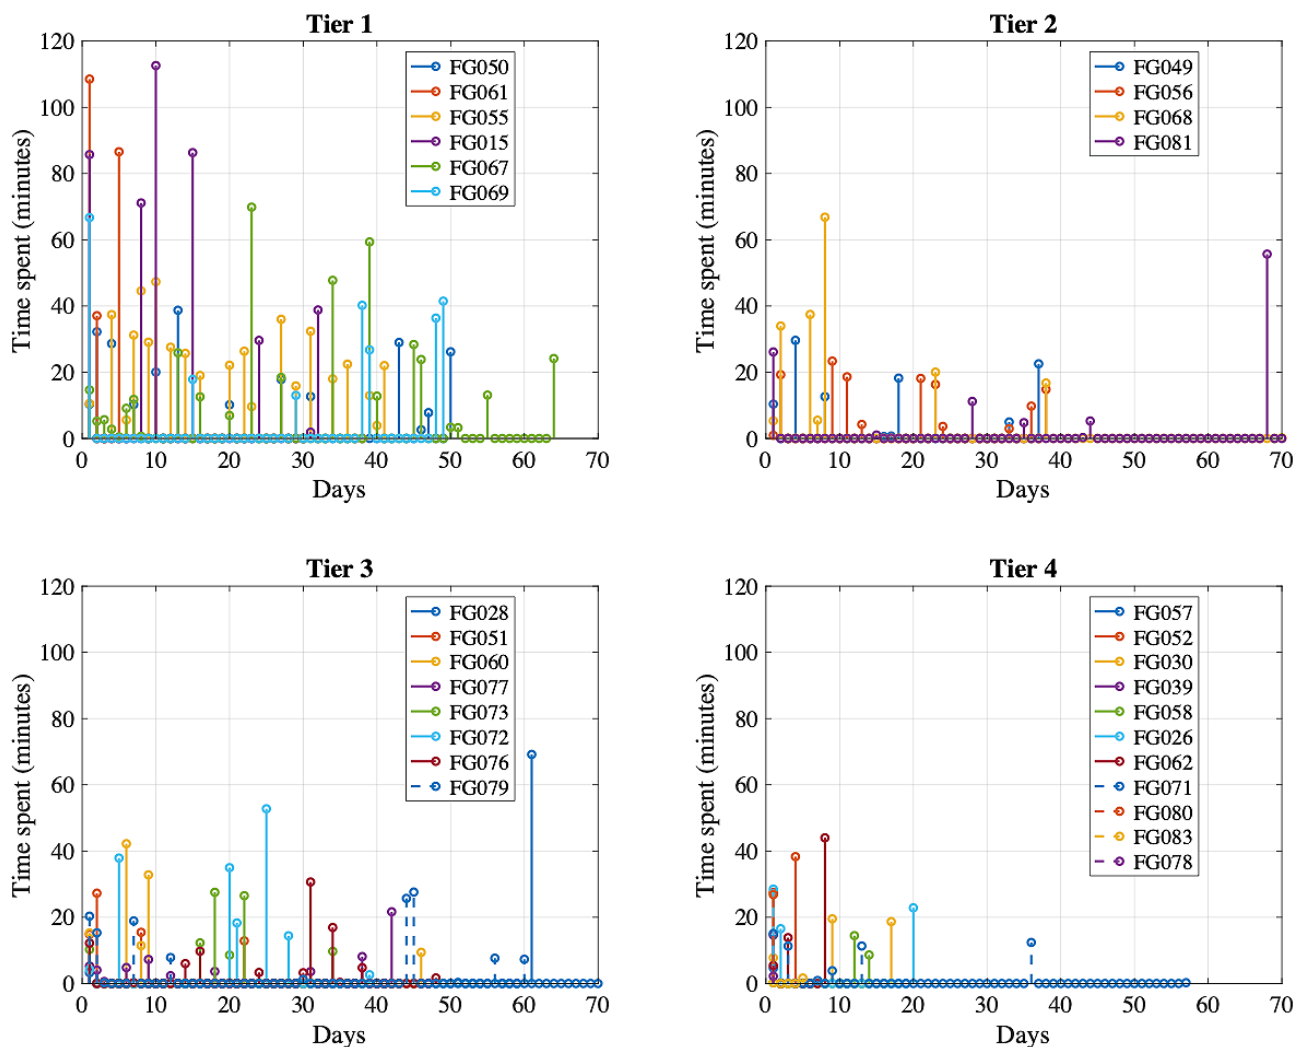 Tier 1
120
100
80
60
40
20
0
Time spent (minutes)
0 10 20 30 40 50 60 70
Days
FG050
FG061
FG055
FG015
FG067
FG069
Tier 2
120
100
80
60
40
20
0
Time spent (minutes)
0 10 20 30 40 50 60 70
Days
FG049
FG056
FG068
FG081
Tier 3
120
100
80
60
40
20
0
Time spent (minutes)
0 10 20 30 40 50 60 70
Days
FG028
FG051
FG060
FG077
FG073
FG072
FG076
FG079
Tier 4
120
100
80
60
40
20
0
Time spent (minutes)
0 10 20 30 40 50 60 70
Days
FG057
FG052
FG030
FG039
FG058
FG026
FG062
FG071
FG080
FG083
FG078